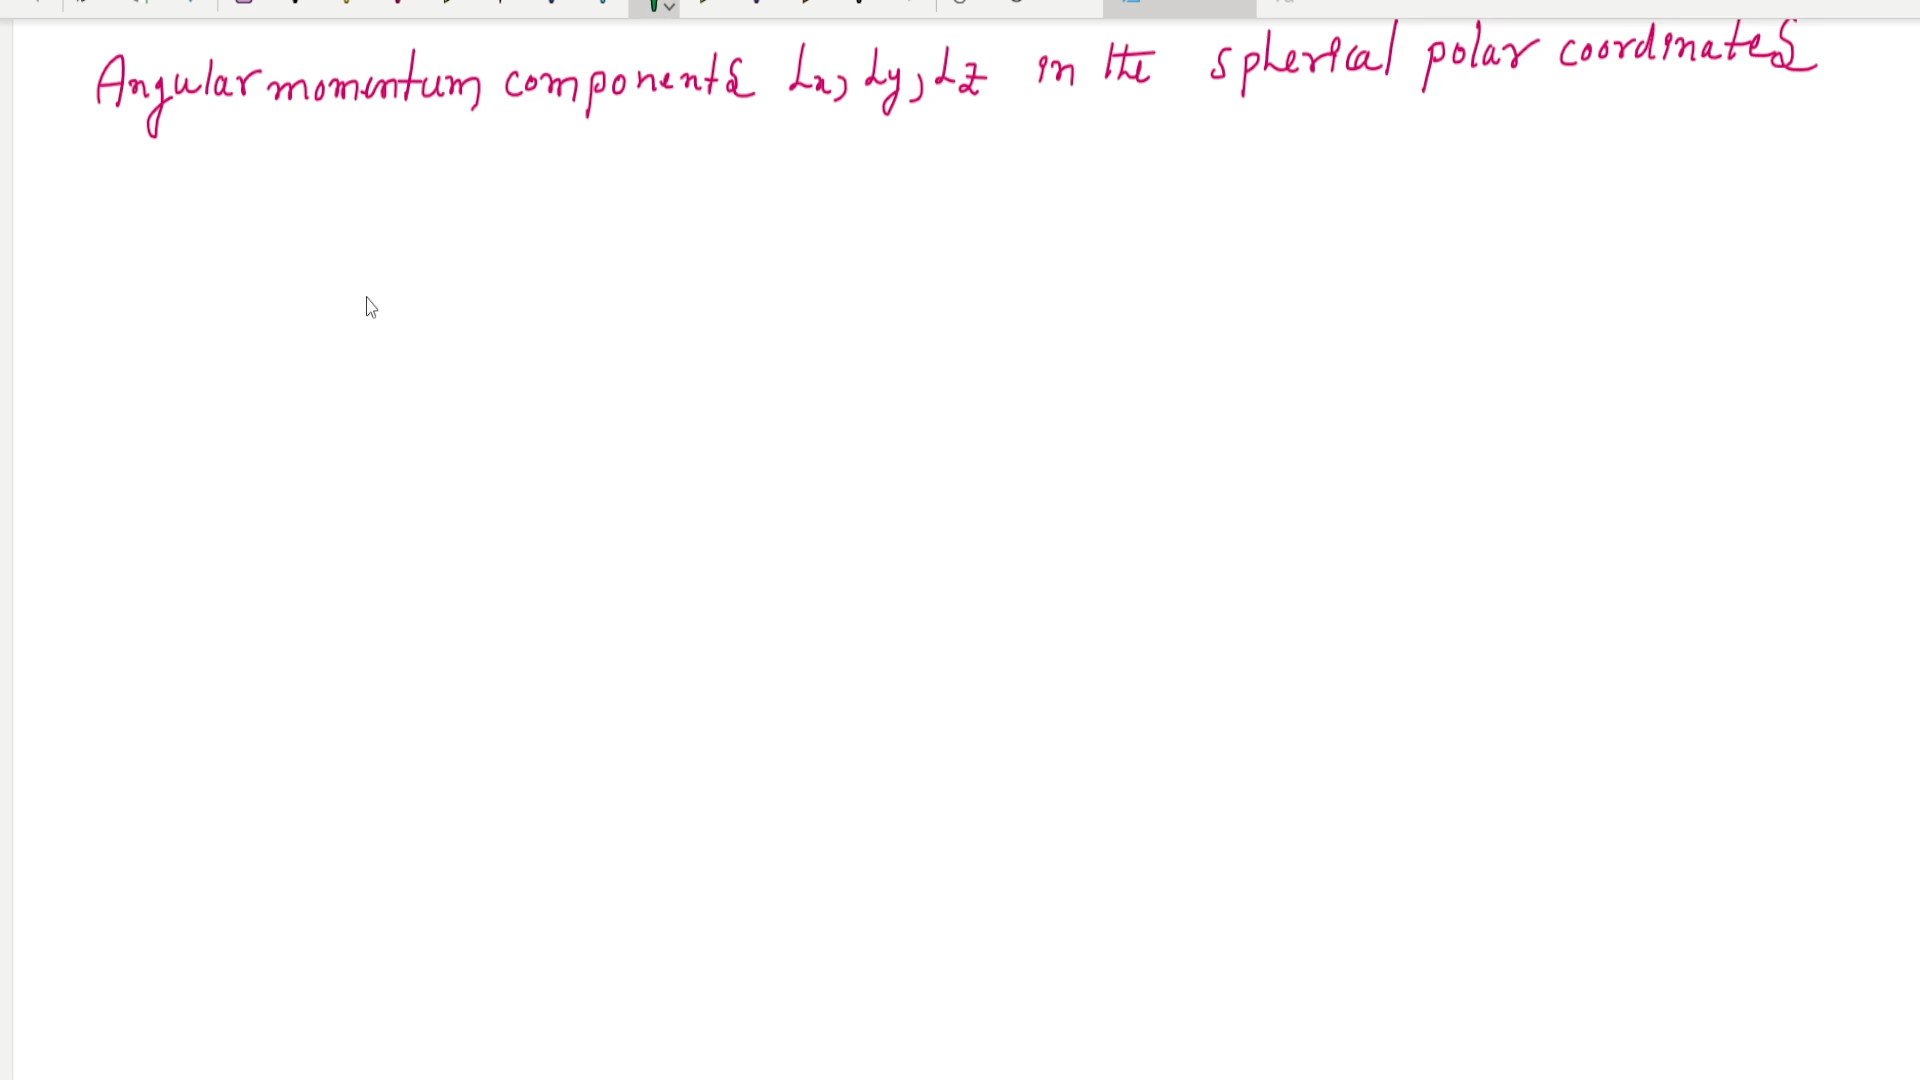 Angular momentum components Lx, Ly, Lz in the spherical polar coordinates